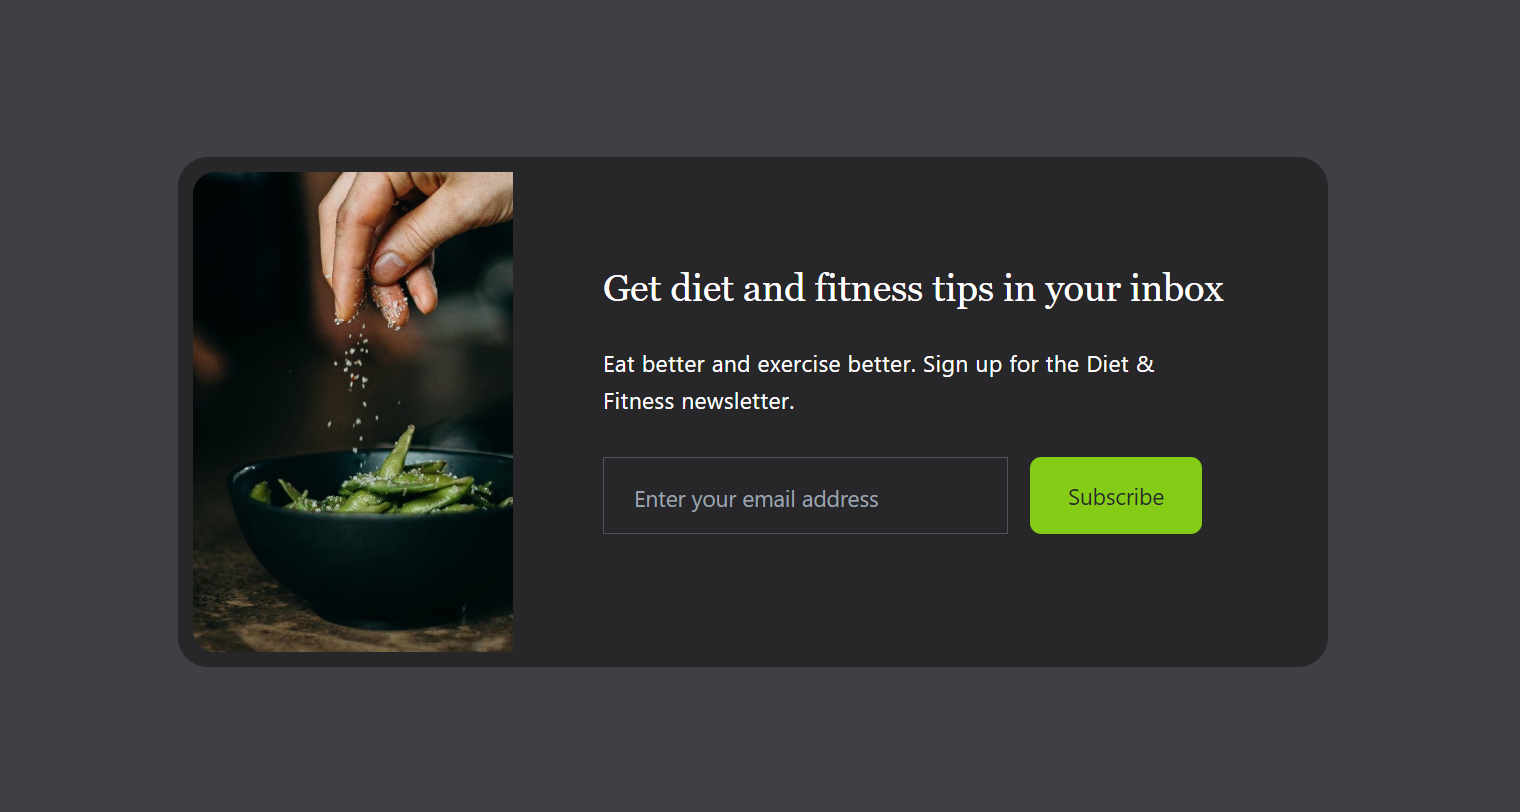 Get diet and fitness tips in your inbox
Eat better and exercise better. Sign up for the Diet &
Fitness newsletter.
Enter your email address
Subscribe